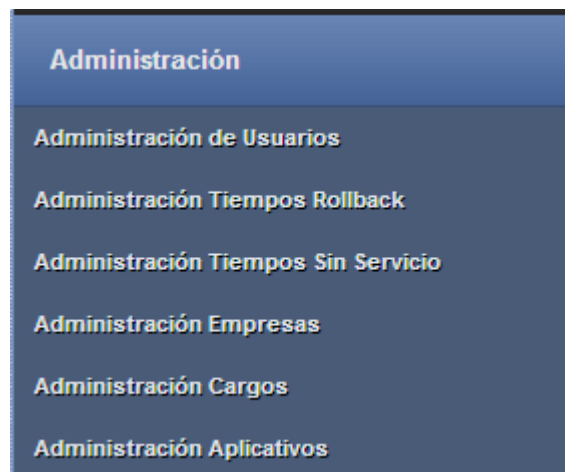 Administración
Administración de Usuarios
Administración Tiempos Rollback
Administración Tiempos Sin Servicio
Administración Empresas
Administración Cargos
Administración Aplicativos